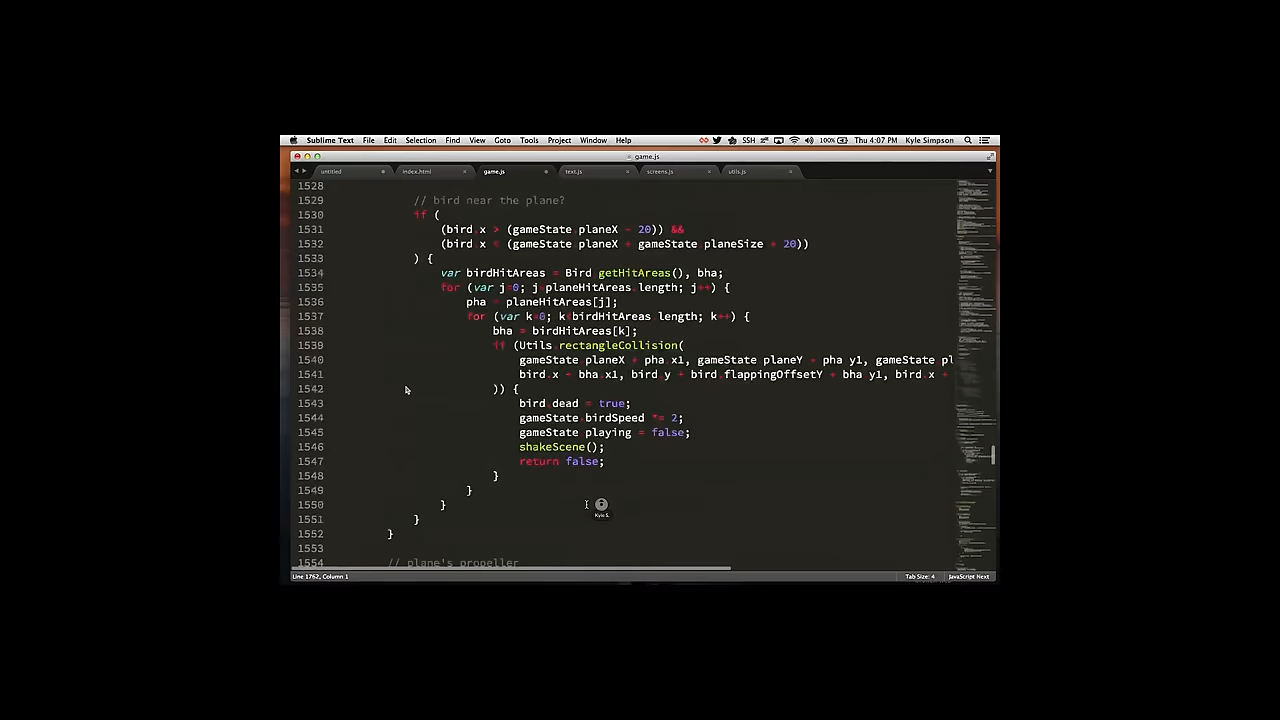 Sublime Text File Edit Selection Find View Goto Tools Project Window Help SSH 100% Thu 4:07 PM Kyle Simpson
game.js
untitled index.html game.js text.js screens.js utils.js
1528
1529 // bird near the plane?
1530 if (
1531 (bird.x > (gameState.planeX - 20)) &&
1532 (bird.x < (gameState.planeX + gameState.planeSize + 20))
1533 ) {
1534 var birdHitAreas = Bird.getHitAreas(), bha;
1535 for (var j=0; j<planeHitAreas.length; j++) {
1536 pha = planeHitAreas[j];
1537 for (var k=0; k<birdHitAreas.length; k++) {
1538 bha = birdHitAreas[k];
1539 if (Utils.rectangleCollision(
1540 gameState.planeX + pha.x1, gameState.planeY + pha.y1, gameState.pl
1541 bird.x + bha.x1, bird.y + bird.flappingOffsetY + bha.y1, bird.x +
1542 )) {
1543 bird.dead = true;
1544 gameState.birdSpeed *= 2;
1545 gameState.playing = false;
1546 shakeScene();
1547 return false;
1548 }
1549 }
1550 }
Kyle S.
1551 }
1552 }
1553
1554 // plane's propeller
Line 1762, Column 1 Tab Size: 4 JavaScript Next